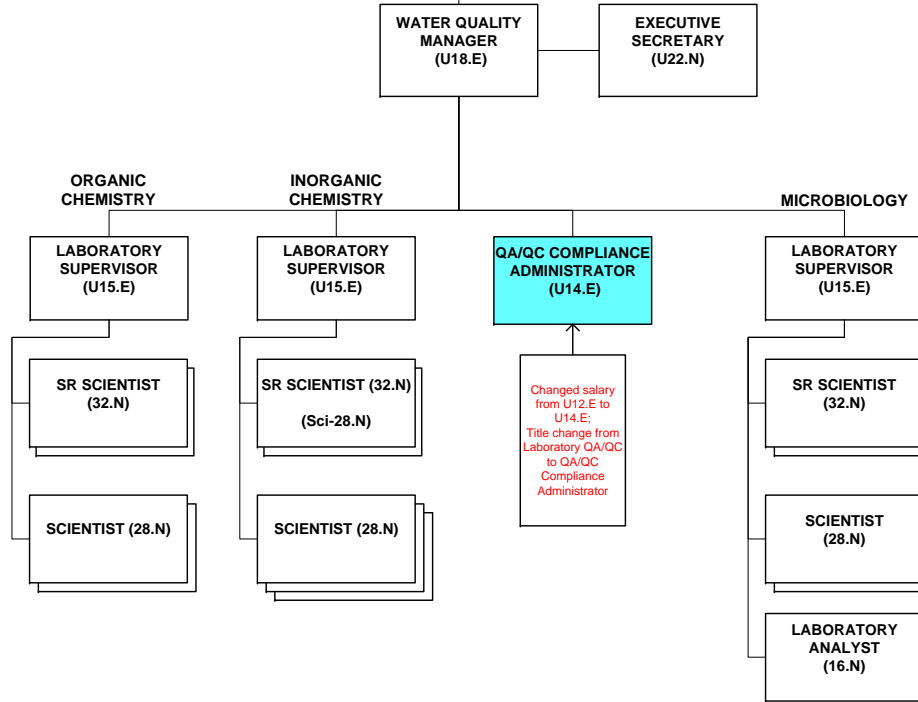 WATER QUALITY
MANAGER
(U18.E)
EXECUTIVE
SECRETARY
(U22.N)
ORGANIC
CHEMISTRY
INORGANIC
CHEMISTRY
MICROBIOLOGY
LABORATORY
SUPERVISOR
(U15.E)
LABORATORY
SUPERVISOR
(U15.E)
QA/QC COMPLIANCE
ADMINISTRATOR
(U14.E)
LABORATORY
SUPERVISOR
(U15.E)
SR SCIENTIST
(32.N)
SR SCIENTIST (32.N)
(Sci-28.N)
Changed salary
from U12.E to
U14.E;
Title change from
Laboratory QA/QC
to QA/QC
Compliance
Administrator
SR SCIENTIST
(32.N)
SCIENTIST (28.N)
SCIENTIST (28.N)
SCIENTIST
(28.N)
LABORATORY
ANALYST
(16.N)